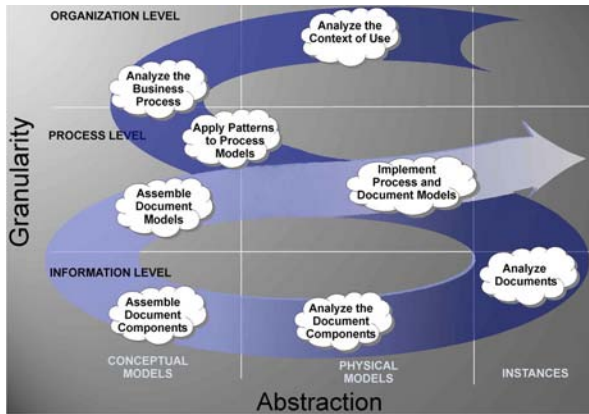 ORGANIZATION LEVEL
Analyze the
Context of Use
Analyze the
Business
Process
PROCESS LEVEL
Apply Patterns
to Process
Models
Granularity
Assemble
Document
Models
Implement
Process and
Document Models
INFORMATION LEVEL
Analyze
Documents
Assemble
Document
Components
Analyze the
Document
Components
CONCEPTUAL
MODELS
PHYSICAL
MODELS
INSTANCES
Abstraction